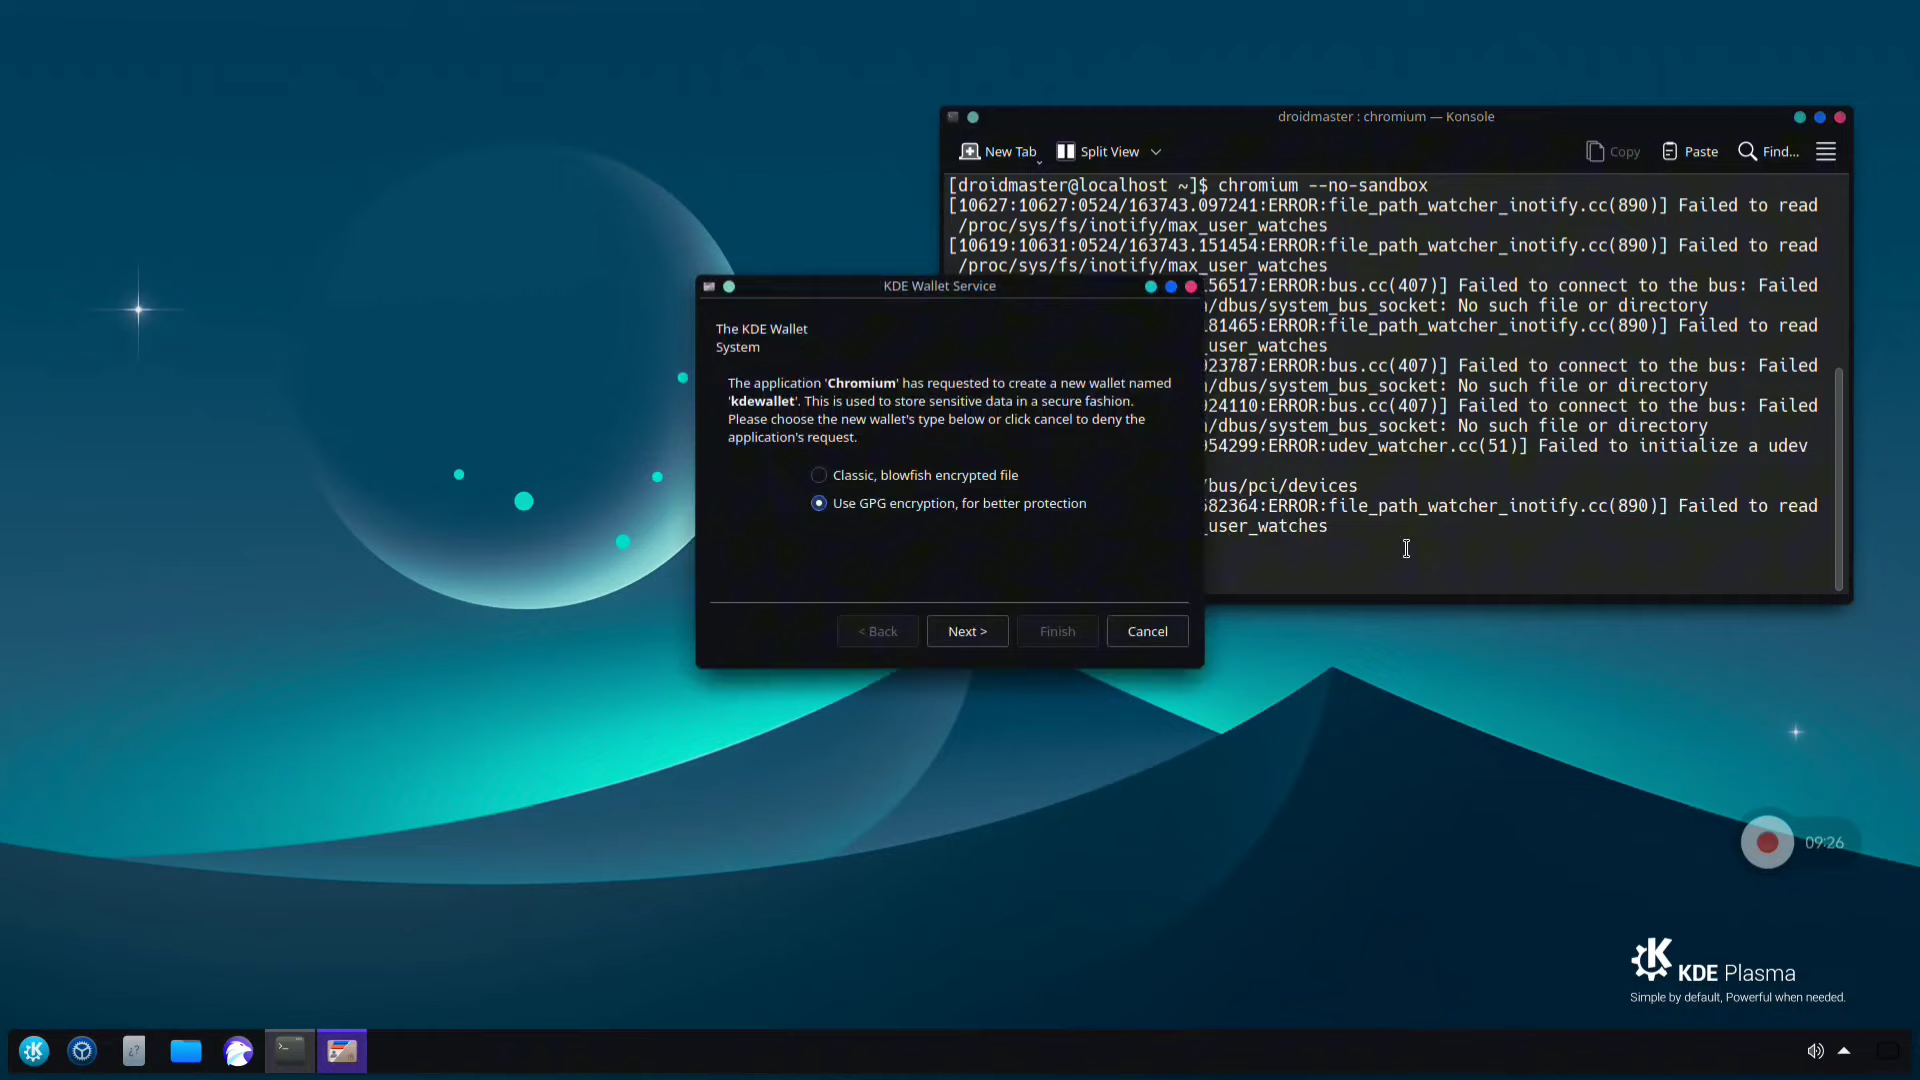 droidmaster : chromium — Konsole
New Tab
Split View
Copy
Paste
Find...
[droidmaster@localhost ~]$ chromium --no-sandbox
[10627:10627:0524/163743.097241:ERROR:file_path_watcher_inotify.cc(890)] Failed to read
/proc/sys/fs/inotify/max_user_watches
[10619:10631:0524/163743.151454:ERROR:file_path_watcher_inotify.cc(890)] Failed to read
/proc/sys/fs/inotify/max_user_watches
56517:ERROR:bus.cc(407)] Failed to connect to the bus: Failed
/dbus/system_bus_socket: No such file or directory
81465:ERROR:file_path_watcher_inotify.cc(890)] Failed to read
_user_watches
23787:ERROR:bus.cc(407)] Failed to connect to the bus: Failed
/dbus/system_bus_socket: No such file or directory
24110:ERROR:bus.cc(407)] Failed to connect to the bus: Failed
/dbus/system_bus_socket: No such file or directory
54299:ERROR:udev_watcher.cc(51)] Failed to initialize a udev
/bus/pci/devices
82364:ERROR:file_path_watcher_inotify.cc(890)] Failed to read
_user_watches
KDE Wallet Service
The KDE Wallet
System
The application 'Chromium' has requested to create a new wallet named
'kdewallet'. This is used to store sensitive data in a secure fashion.
Please choose the new wallet's type below or click cancel to deny the
application's request.
Classic, blowfish encrypted file
Use GPG encryption, for better protection
< Back
Next >
Finish
Cancel
09:26
KDE Plasma
Simple by default, Powerful when needed.
¿?